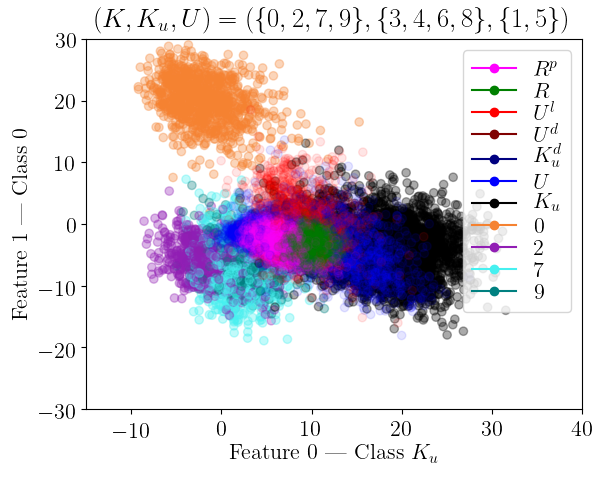 (K, K_u, U) = ({0, 2, 7, 9}, {3, 4, 6, 8}, {1, 5})
30
20
10
0
−10
−20
−30
Feature 1 — Class 0
R^p
R
U^l
U^d
K_u^d
U
K_u
0
2
7
9
−10
0
10
20
30
40
Feature 0 — Class K_u